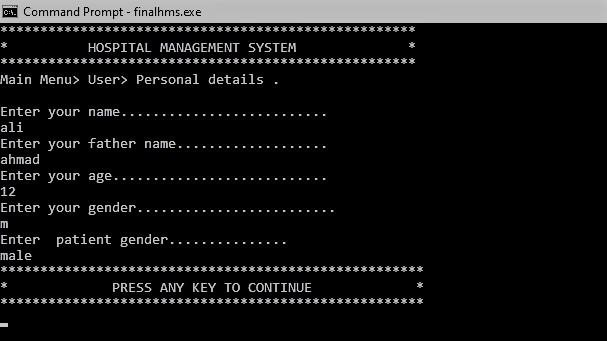 Command Prompt - finalhms.exe
****************************************************
* HOSPITAL MANAGEMENT SYSTEM *
****************************************************
Main Menu> User> Personal details .
Enter your name..........................
ali
Enter your father name...................
ahmad
Enter your age...........................
12
Enter your gender.........................
m
Enter  patient gender...............
male
*****************************************************
* PRESS ANY KEY TO CONTINUE *
*****************************************************